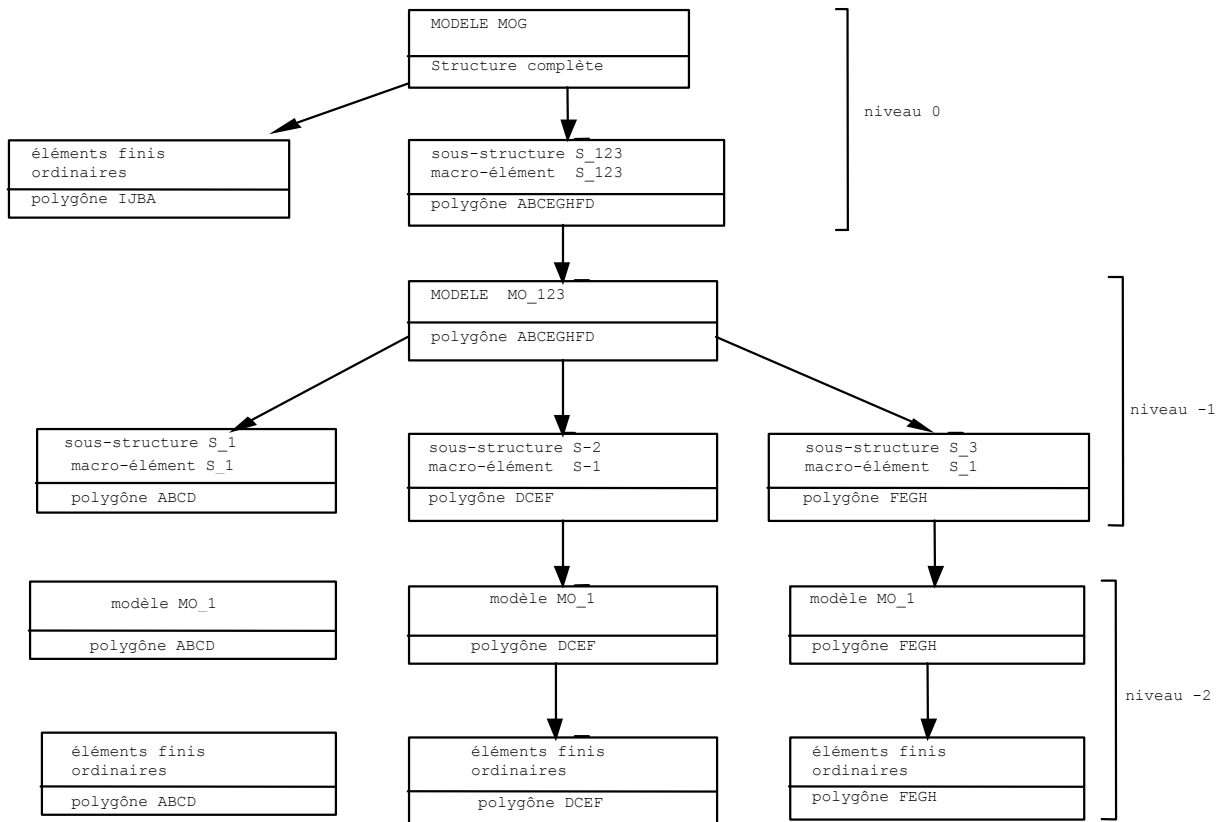 MODELE MOG
Structure complète
niveau 0
éléments finis
ordinaires
polygône IJBA
sous-structure S_123
macro-élément S_123
polygône ABCEGHFD
MODELE MO_123
polygône ABCEGHFD
niveau -1
sous-structure S_1
macro-élément S_1
polygône ABCD
sous-structure S-2
macro-élément S-1
polygône DCEF
sous-structure S_3
macro-élément S_1
polygône FEGH
modèle MO_1
polygône ABCD
modèle MO_1
polygône DCEF
modèle MO_1
polygône FEGH
niveau -2
éléments finis
ordinaires
polygône ABCD
éléments finis
ordinaires
polygône DCEF
éléments finis
ordinaires
polygône FEGH